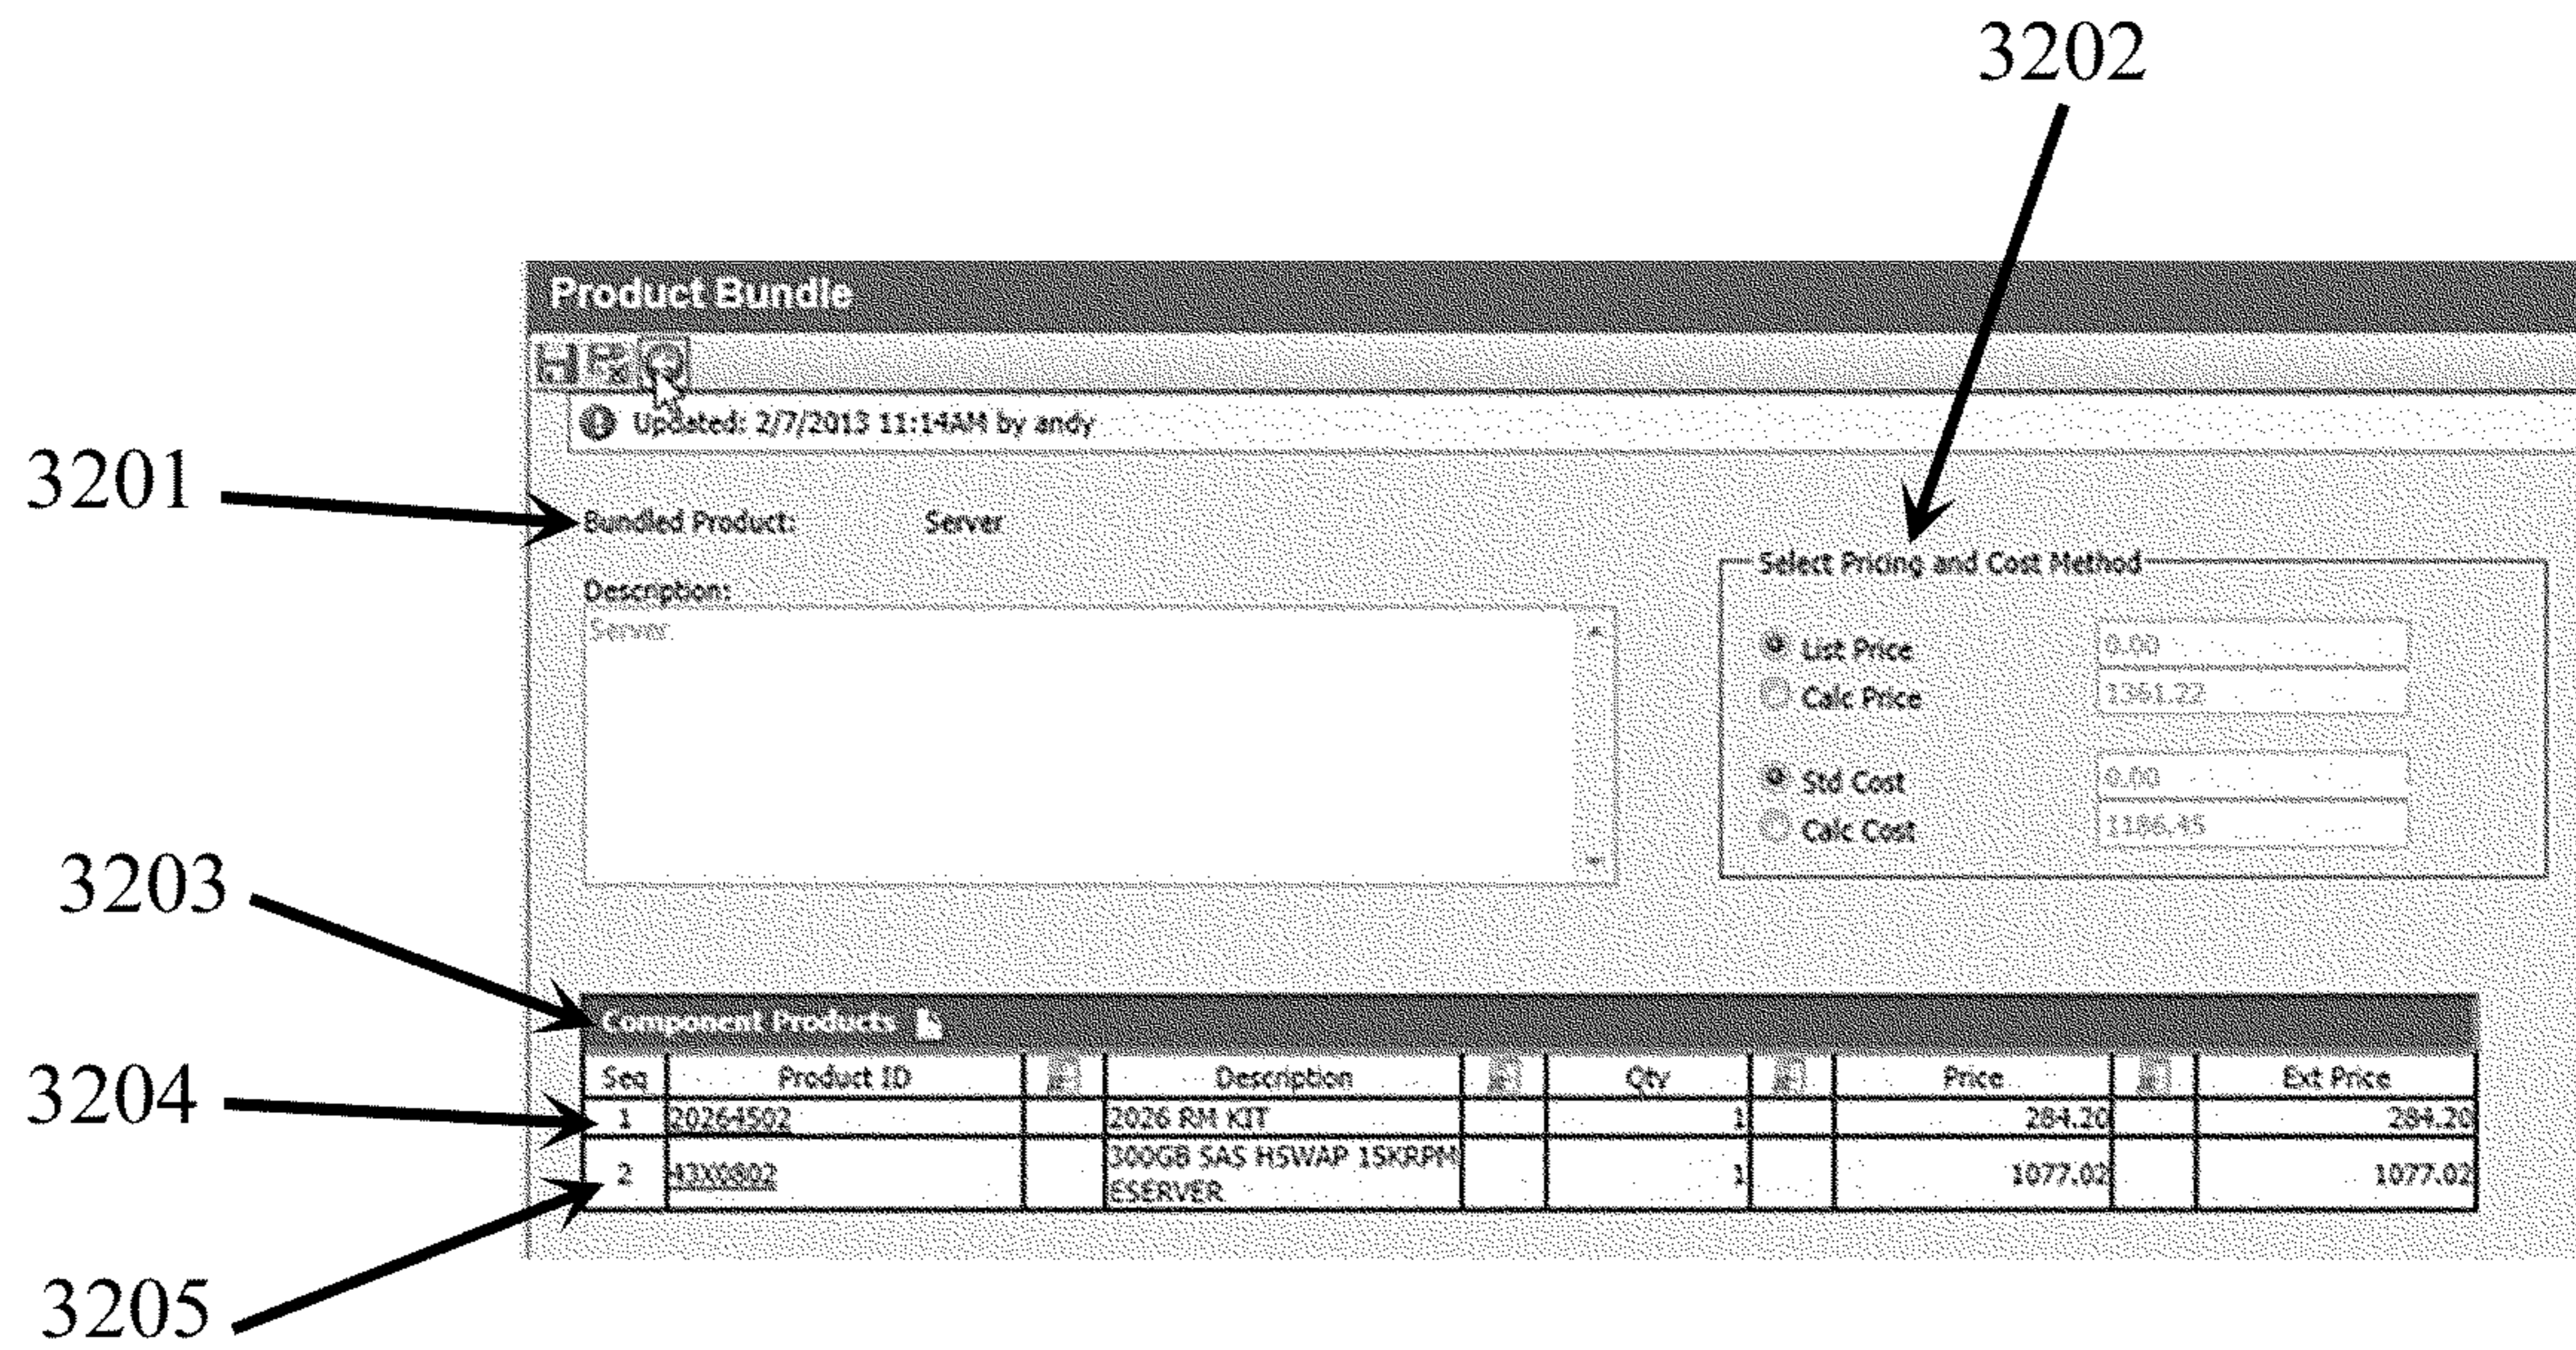 3202
Product Bundle
Updated: 2/7/2013 11:14AM by andy
3201
Bundled Product: Server
Select Pricing and Cost Method
Description:
Server
List Price 0.00
Calc Price 1361.22
Std Cost 0.00
Calc Cost 1186.45
3203
Component Products
3204
Seq Product ID Description Qty Price Ext Price
1 20264502 2026 RM KIT 1 284.20 284.20
2 43X0802 300GB SAS HSWAP 15KRPM 1 1077.02 1077.02
ESERVER
3205